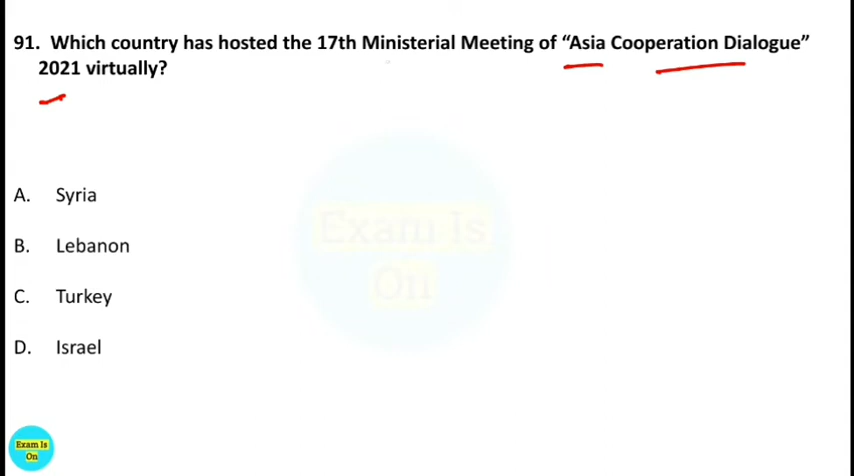 91. Which country has hosted the 17th Ministerial Meeting of “Asia Cooperation Dialogue”
2021 virtually?
Exam Is
On
A. Syria
B. Lebanon
C. Turkey
D. Israel
Exam Is
On